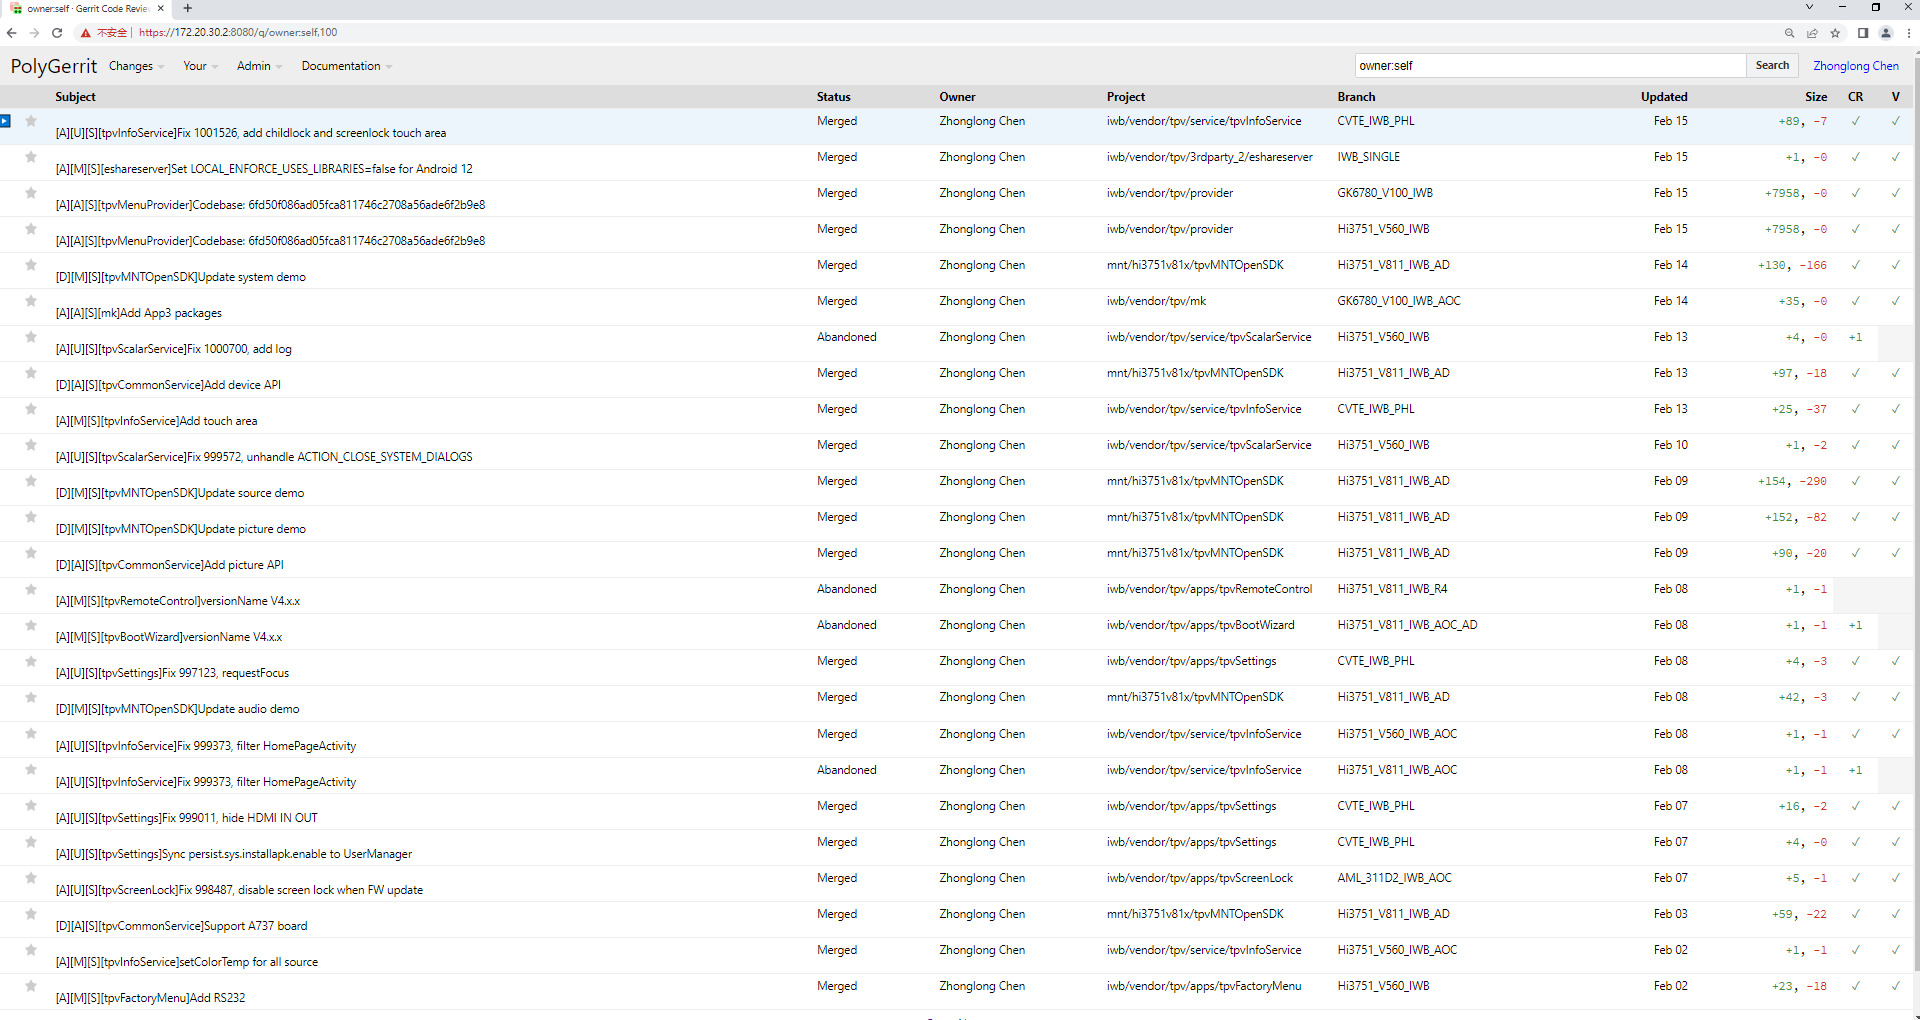 owner:self · Gerrit Code Revie
不安全 | https://172.20.30.2:8080/q/owner:self,100
PolyGerrit Changes Your Admin Documentation owner:self Search Zhonglong Chen
Subject Status Owner Project Branch Updated Size CR V
[A][U][S][tpvInfoService]Fix 1001526, add childlock and screenlock touch area Merged Zhonglong Chen iwb/vendor/tpv/service/tpvInfoService CVTE_IWB_PHL Feb 15 +89, -7 ✓ ✓
[A][M][S][eshareserver]Set LOCAL_ENFORCE_USES_LIBRARIES=false for Android 12 Merged Zhonglong Chen iwb/vendor/tpv/3rdparty_2/eshareserver IWB_SINGLE Feb 15 +1, -0 ✓ ✓
[A][A][S][tpvMenuProvider]Codebase: 6fd50f086ad05fca811746c2708a56ade6f2b9e8 Merged Zhonglong Chen iwb/vendor/tpv/provider GK6780_V100_IWB Feb 15 +7958, -0 ✓ ✓
[A][A][S][tpvMenuProvider]Codebase: 6fd50f086ad05fca811746c2708a56ade6f2b9e8 Merged Zhonglong Chen iwb/vendor/tpv/provider Hi3751_V560_IWB Feb 15 +7958, -0 ✓ ✓
[D][M][S][tpvMNTOpenSDK]Update system demo Merged Zhonglong Chen mnt/hi3751v81x/tpvMNTOpenSDK Hi3751_V811_IWB_AD Feb 14 +130, -166 ✓ ✓
[A][A][S][mk]Add App3 packages Merged Zhonglong Chen iwb/vendor/tpv/mk GK6780_V100_IWB_AOC Feb 14 +35, -0 ✓ ✓
[A][U][S][tpvScalarService]Fix 1000700, add log Abandoned Zhonglong Chen iwb/vendor/tpv/service/tpvScalarService Hi3751_V560_IWB Feb 13 +4, -0 +1
[D][A][S][tpvCommonService]Add device API Merged Zhonglong Chen mnt/hi3751v81x/tpvMNTOpenSDK Hi3751_V811_IWB_AD Feb 13 +97, -18 ✓ ✓
[A][M][S][tpvInfoService]Add touch area Merged Zhonglong Chen iwb/vendor/tpv/service/tpvInfoService CVTE_IWB_PHL Feb 13 +25, -37 ✓ ✓
[A][U][S][tpvScalarService]Fix 999572, unhandle ACTION_CLOSE_SYSTEM_DIALOGS Merged Zhonglong Chen iwb/vendor/tpv/service/tpvScalarService Hi3751_V560_IWB Feb 10 +1, -2 ✓ ✓
[D][M][S][tpvMNTOpenSDK]Update source demo Merged Zhonglong Chen mnt/hi3751v81x/tpvMNTOpenSDK Hi3751_V811_IWB_AD Feb 09 +154, -290 ✓ ✓
[D][M][S][tpvMNTOpenSDK]Update picture demo Merged Zhonglong Chen mnt/hi3751v81x/tpvMNTOpenSDK Hi3751_V811_IWB_AD Feb 09 +152, -82 ✓ ✓
[D][A][S][tpvCommonService]Add picture API Merged Zhonglong Chen mnt/hi3751v81x/tpvMNTOpenSDK Hi3751_V811_IWB_AD Feb 09 +90, -20 ✓ ✓
[A][M][S][tpvRemoteControl]versionName V4.x.x Abandoned Zhonglong Chen iwb/vendor/tpv/apps/tpvRemoteControl Hi3751_V811_IWB_R4 Feb 08 +1, -1
[A][M][S][tpvBootWizard]versionName V4.x.x Abandoned Zhonglong Chen iwb/vendor/tpv/apps/tpvBootWizard Hi3751_V811_IWB_AOC_AD Feb 08 +1, -1 +1
[A][U][S][tpvSettings]Fix 997123, requestFocus Merged Zhonglong Chen iwb/vendor/tpv/apps/tpvSettings CVTE_IWB_PHL Feb 08 +4, -3 ✓ ✓
[D][M][S][tpvMNTOpenSDK]Update audio demo Merged Zhonglong Chen mnt/hi3751v81x/tpvMNTOpenSDK Hi3751_V811_IWB_AD Feb 08 +42, -3 ✓ ✓
[A][U][S][tpvInfoService]Fix 999373, filter HomePageActivity Merged Zhonglong Chen iwb/vendor/tpv/service/tpvInfoService Hi3751_V560_IWB_AOC Feb 08 +1, -1 ✓ ✓
[A][U][S][tpvInfoService]Fix 999373, filter HomePageActivity Abandoned Zhonglong Chen iwb/vendor/tpv/service/tpvInfoService Hi3751_V811_IWB_AOC Feb 08 +1, -1 +1
[A][U][S][tpvSettings]Fix 999011, hide HDMI IN OUT Merged Zhonglong Chen iwb/vendor/tpv/apps/tpvSettings CVTE_IWB_PHL Feb 07 +16, -2 ✓ ✓
[A][U][S][tpvSettings]Sync persist.sys.installapk.enable to UserManager Merged Zhonglong Chen iwb/vendor/tpv/apps/tpvSettings CVTE_IWB_PHL Feb 07 +4, -0 ✓ ✓
[A][U][S][tpvScreenLock]Fix 998487, disable screen lock when FW update Merged Zhonglong Chen iwb/vendor/tpv/apps/tpvScreenLock AML_311D2_IWB_AOC Feb 07 +5, -1 ✓ ✓
[D][A][S][tpvCommonService]Support A737 board Merged Zhonglong Chen mnt/hi3751v81x/tpvMNTOpenSDK Hi3751_V811_IWB_AD Feb 03 +59, -22 ✓ ✓
[A][M][S][tpvInfoService]setColorTemp for all source Merged Zhonglong Chen iwb/vendor/tpv/service/tpvInfoService Hi3751_V560_IWB_AOC Feb 02 +1, -1 ✓ ✓
[A][M][S][tpvFactoryMenu]Add RS232 Merged Zhonglong Chen iwb/vendor/tpv/apps/tpvFactoryMenu Hi3751_V560_IWB Feb 02 +23, -18 ✓ ✓